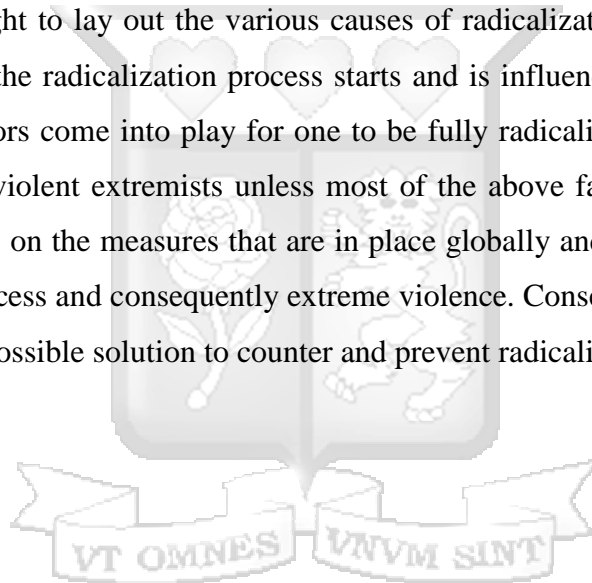 ght to lay out the various causes of radicalizat
the radicalization process starts and is influen
ors come into play for one to be fully radicali
violent extremists unless most of the above fa
on the measures that are in place globally and
cess and consequently extreme violence. Conse
ossible solution to counter and prevent radicali
VT OMNES VNVM SINT